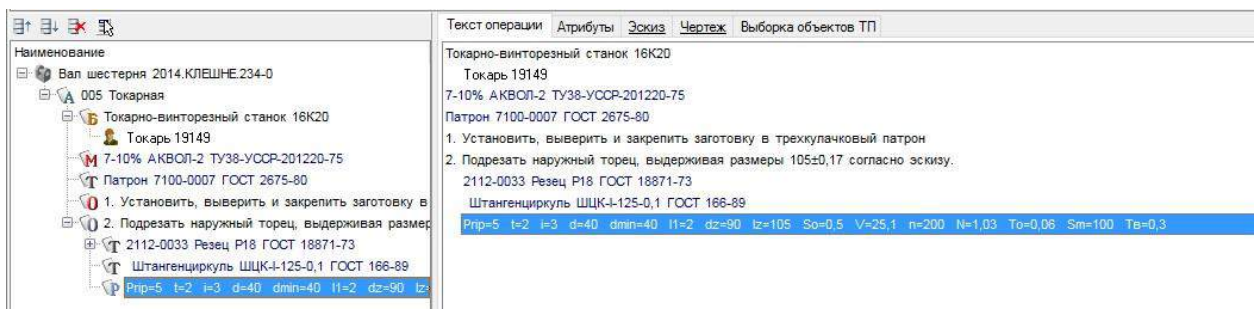 Наименование
Вал шестерня 2014.КЛЕШНЕ.234-0
А 005 Токарная
Б Токарно-винторезный станок 16К20
Токарь 19149
М 7-10% АКВОЛ-2 ТУ38-УССР-201220-75
Т Патрон 7100-0007 ГОСТ 2675-80
О 1. Установить, выверить и закрепить заготовку в
О 2. Подрезать наружный торец, выдерживая размер
Т 2112-0033 Резец Р18 ГОСТ 18871-73
Т Штангенциркуль ШЦК-I-125-0,1 ГОСТ 166-89
Р Prip=5 t=2 i=3 d=40 dmin=40 l1=2 dz=90 lz=
Текст операции Атрибуты Эскиз Чертеж Выборка объектов ТП
Токарно-винторезный станок 16К20
Токарь 19149
7-10% АКВОЛ-2 ТУ38-УССР-201220-75
Патрон 7100-0007 ГОСТ 2675-80
1. Установить, выверить и закрепить заготовку в трехкулачковый патрон
2. Подрезать наружный торец, выдерживая размеры 105±0,17 согласно эскизу.
2112-0033 Резец Р18 ГОСТ 18871-73
Штангенциркуль ШЦК-I-125-0,1 ГОСТ 166-89
Prip=5 t=2 i=3 d=40 dmin=40 l1=2 dz=90 lz=105 So=0,5 V=25,1 n=200 N=1,03 To=0,06 Sm=100 Тв=0,3